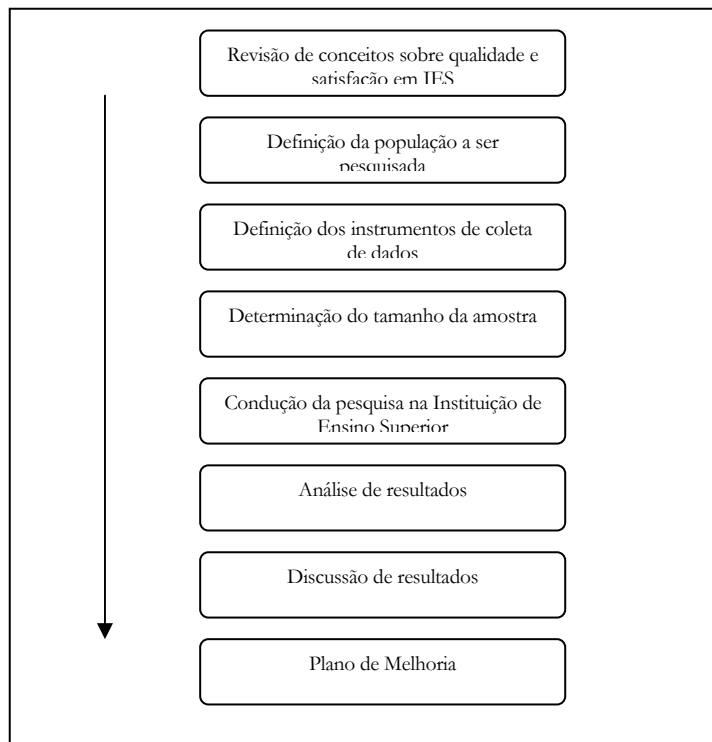 Revisão de conceitos sobre qualidade e
satisfação em IES
Definição da população a ser
pesquisada
Definição dos instrumentos de coleta
de dados
Determinação do tamanho da amostra
Condução da pesquisa na Instituição de
Ensino Superior
Análise de resultados
Discussão de resultados
Plano de Melhoria